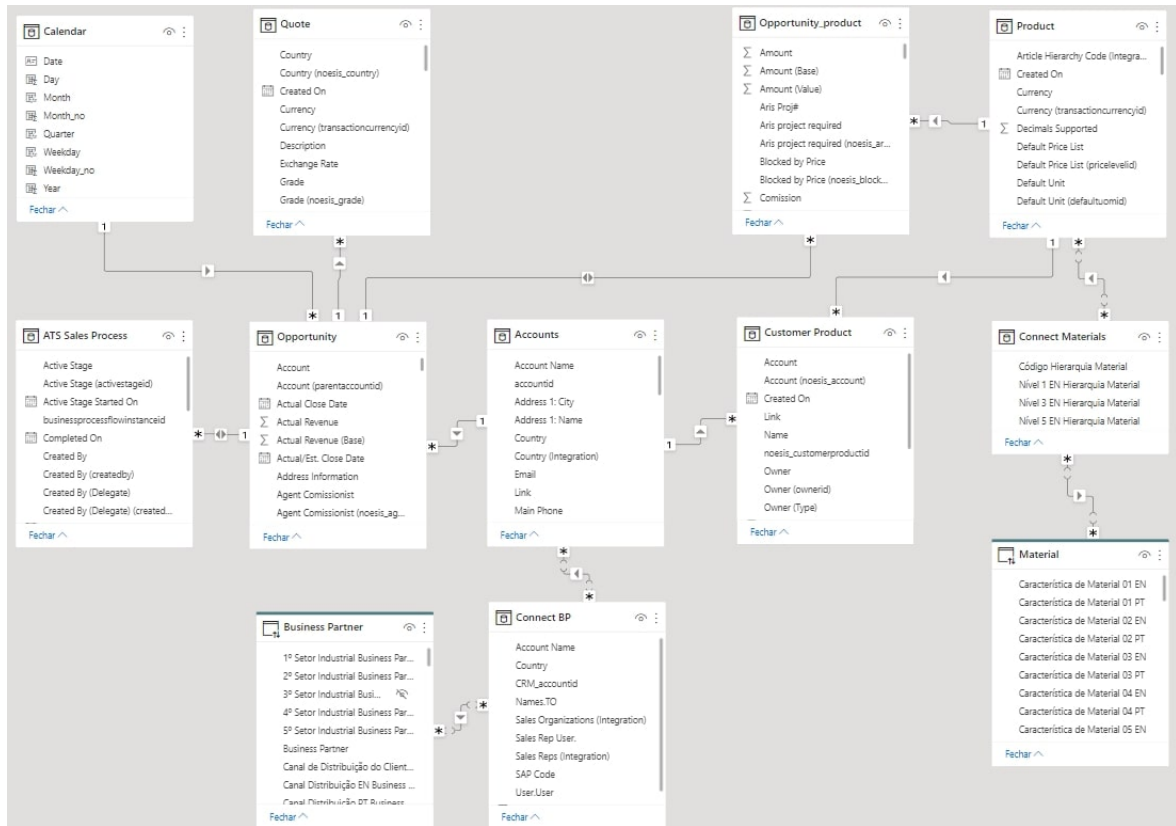 Calendar
Date
Day
Month
Month_no
Quarter
Weekday
Weekday_no
Year
Fechar
Quote
Country
Country (noesis_country)
Created On
Currency
Currency (transactioncurrencyid)
Description
Exchange Rate
Grade
Grade (noesis_grade)
Fechar
Opportunity_product
Amount
Amount (Base)
Amount (Value)
Aris Proj#
Aris project required
Aris project required (noesis_ar...
Blocked by Price
Blocked by Price (noesis_block...
Comission
Fechar
Product
Article Hierarchy Code (Integra...
Created On
Currency
Currency (transactioncurrencyid)
Decimals Supported
Default Price List
Default Price List (pricelevelid)
Default Unit
Default Unit (defaultuomid)
Fechar
* 1
1
*
*
1 *
* 1 1
*
*
ATS Sales Process
Active Stage
Active Stage (activestageid)
Active Stage Started On
businessprocessflowinstanceid
Completed On
Created By
Created By (createdby)
Created By (Delegate)
Created By (Delegate) (created...
Fechar
* 1
Opportunity
Account
Account (parentaccountid)
Actual Close Date
Actual Revenue
Actual Revenue (Base)
Actual/Est. Close Date
Address Information
Agent Comissionist
Agent Comissionist (noesis_ag...
Fechar
* 1
Accounts
Account Name
accountid
Address 1: City
Address 1: Name
Country
Country (Integration)
Email
Link
Main Phone
Fechar
1 *
Customer Product
Account
Account (noesis_account)
Created On
Link
Name
noesis_customerproductid
Owner
Owner (ownerid)
Owner (Type)
Fechar
Connect Materials
Código Hierarquia Material
Nível 1 EN Hierarquia Material
Nível 3 EN Hierarquia Material
Nível 5 EN Hierarquia Material
Fechar
*
*
Material
Característica de Material 01 EN
Característica de Material 01 PT
Característica de Material 02 EN
Característica de Material 02 PT
Característica de Material 03 EN
Característica de Material 03 PT
Característica de Material 04 EN
Característica de Material 04 PT
Característica de Material 05 EN
Fechar
*
*
Business Partner
1º Setor Industrial Business Par...
2º Setor Industrial Business Par...
3º Setor Industrial Busi...
4º Setor Industrial Business Par...
5º Setor Industrial Business Par...
Business Partner
Canal de Distribuição do Client...
Canal Distribuição EN Business ...
Canal Distribuição PT Business
Fechar
* *
Connect BP
Account Name
Country
CRM_accountid
Names.TO
Sales Organizations (Integration)
Sales Rep User.
Sales Reps (Integration)
SAP Code
User.User
Fechar